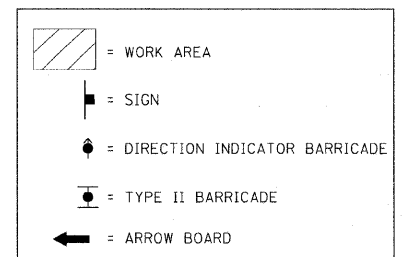 = WORK AREA
= SIGN
= DIRECTION INDICATOR BARRICADE
= TYPE II BARRICADE
= ARROW BOARD